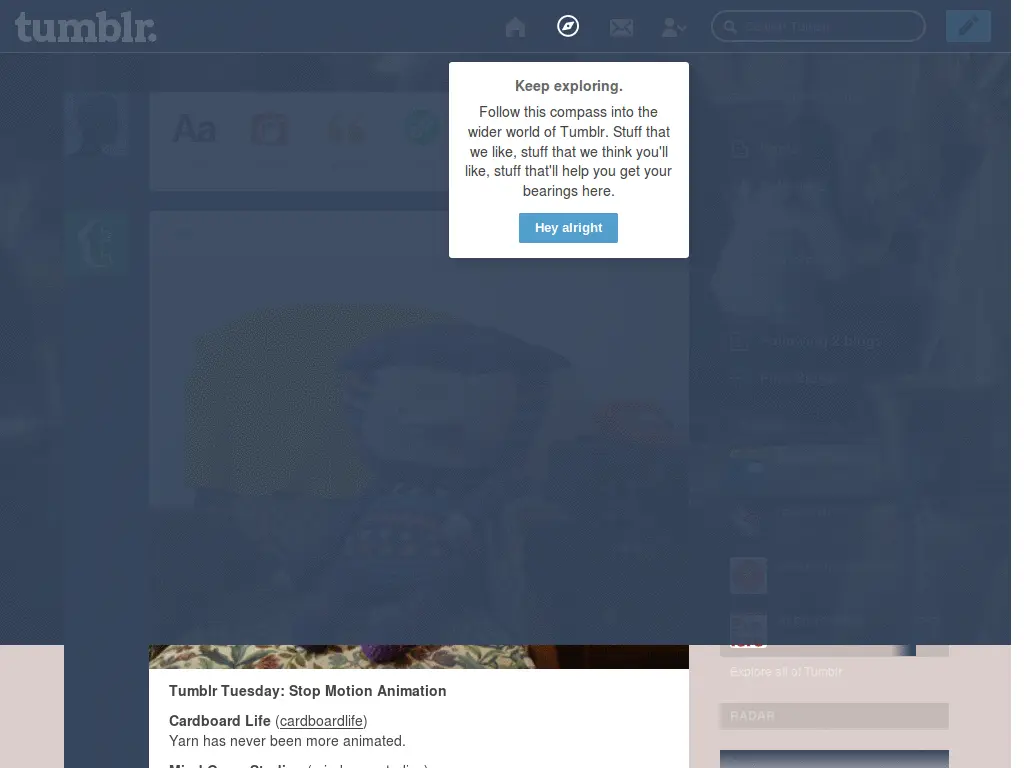 tumblr.
Search Tumblr
Keep exploring.
Follow this compass into the
wider world of Tumblr. Stuff that
we like, stuff that we think you'll
like, stuff that'll help you get your
bearings here.
Hey alright
Aa
Following 2 blogs
Tumblr Tuesday: Stop Motion Animation
Cardboard Life (cardboardlife)
Yarn has never been more animated.
Explore all of Tumblr
RADAR